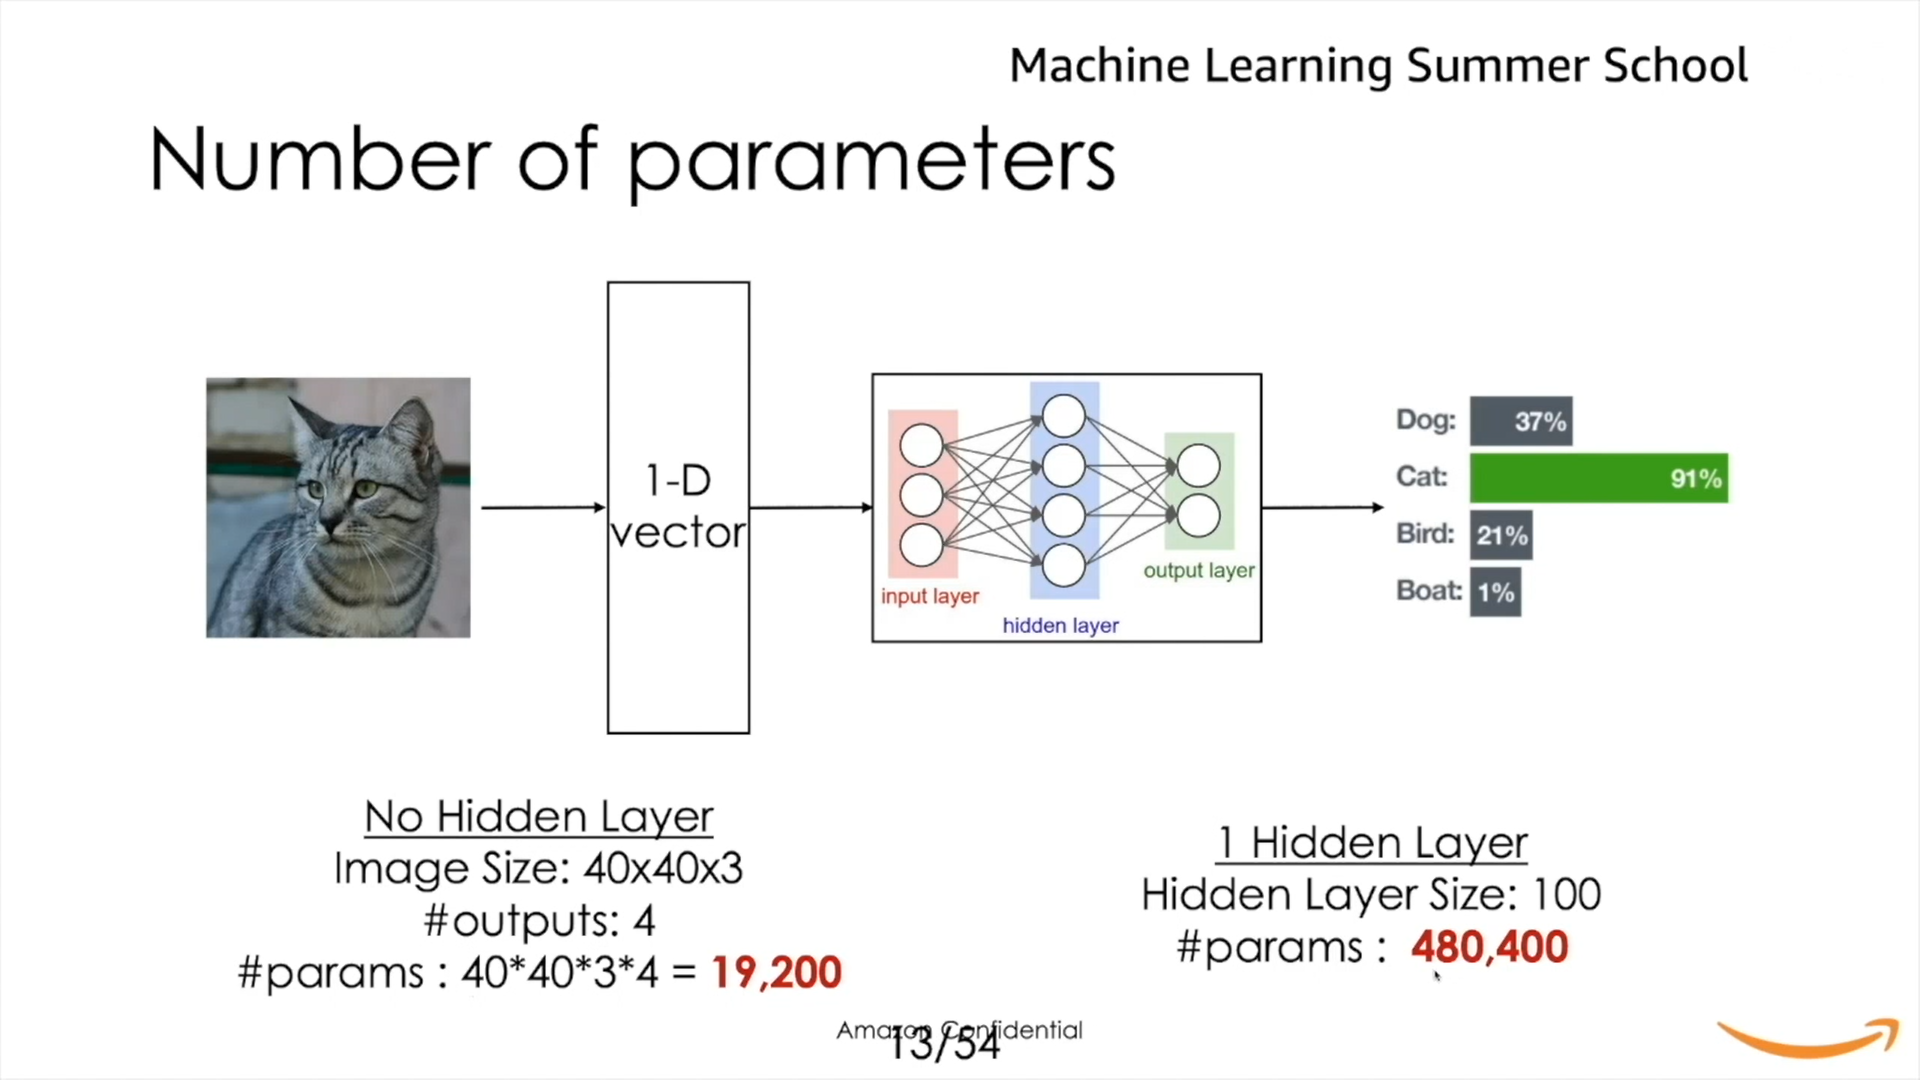 Machine Learning Summer School
Number of parameters
1-D
vector
input layer
hidden layer
output layer
Dog: 37%
Cat: 91%
Bird: 21%
Boat: 1%
No Hidden Layer
Image Size: 40x40x3
#outputs: 4
#params : 40*40*3*4 = 19,200
1 Hidden Layer
Hidden Layer Size: 100
#params : 480,400
Amazon Confidential
13/54